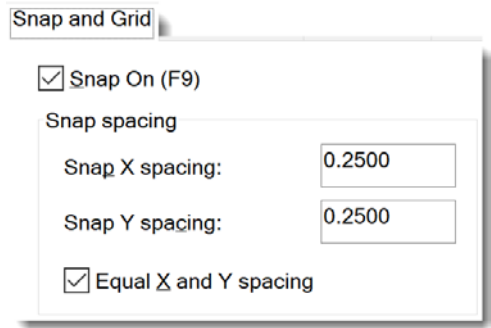 Snap and Grid
Snap On (F9)
Snap spacing
Snap X spacing: 0.2500
Snap Y spacing: 0.2500
Equal X and Y spacing